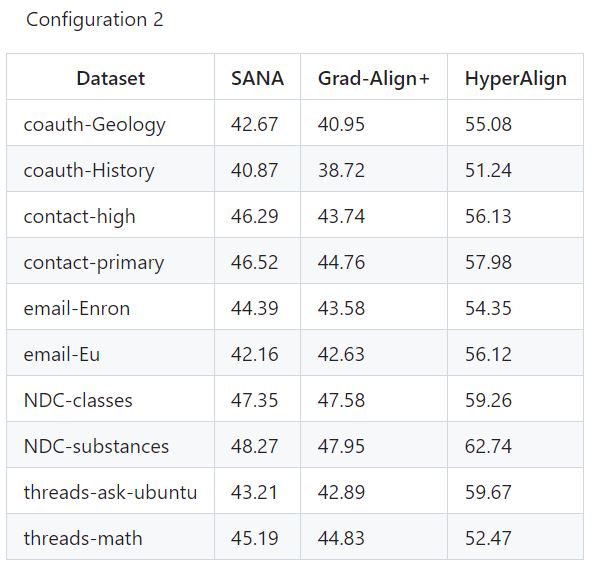 Configuration 2
Dataset SANA Grad-Align+ HyperAlign
coauth-Geology 42.67 40.95 55.08
coauth-History 40.87 38.72 51.24
contact-high 46.29 43.74 56.13
contact-primary 46.52 44.76 57.98
email-Enron 44.39 43.58 54.35
email-Eu 42.16 42.63 56.12
NDC-classes 47.35 47.58 59.26
NDC-substances 48.27 47.95 62.74
threads-ask-ubuntu 43.21 42.89 59.67
threads-math 45.19 44.83 52.47